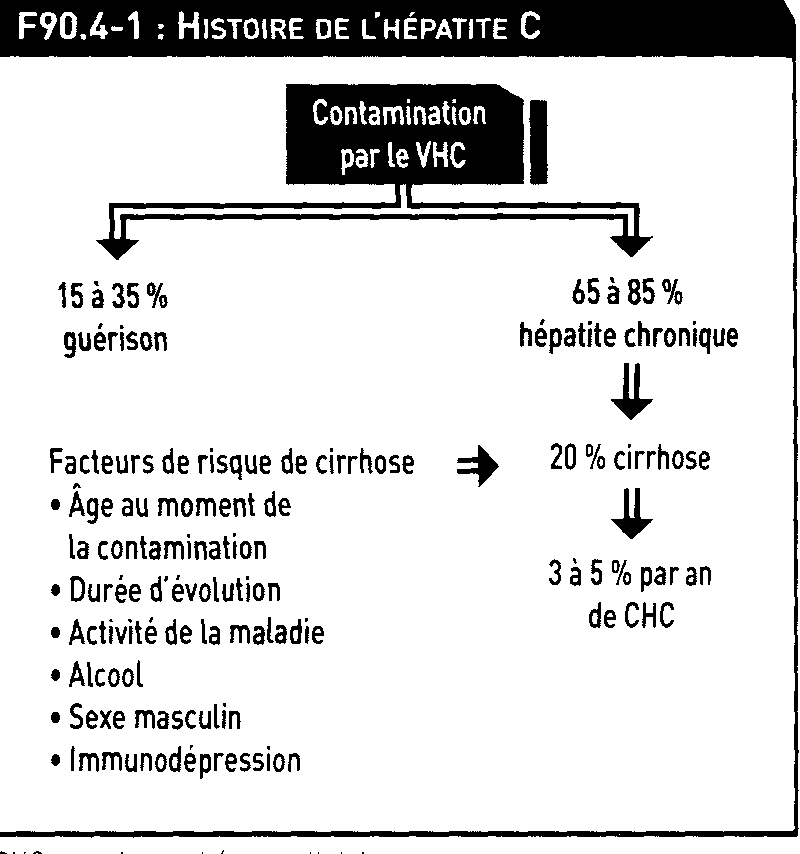 F90.4-1 : HISTOIRE DE L'HÉPATITE C
Contamination
par le VHC
15 à 35 %
guérison
65 à 85 %
hépatite chronique
Facteurs de risque de cirrhose
• Âge au moment de
la contamination
• Durée d'évolution
• Activité de la maladie
• Alcool
• Sexe masculin
• Immunodépression
20 % cirrhose
3 à 5 % par an
de CHC